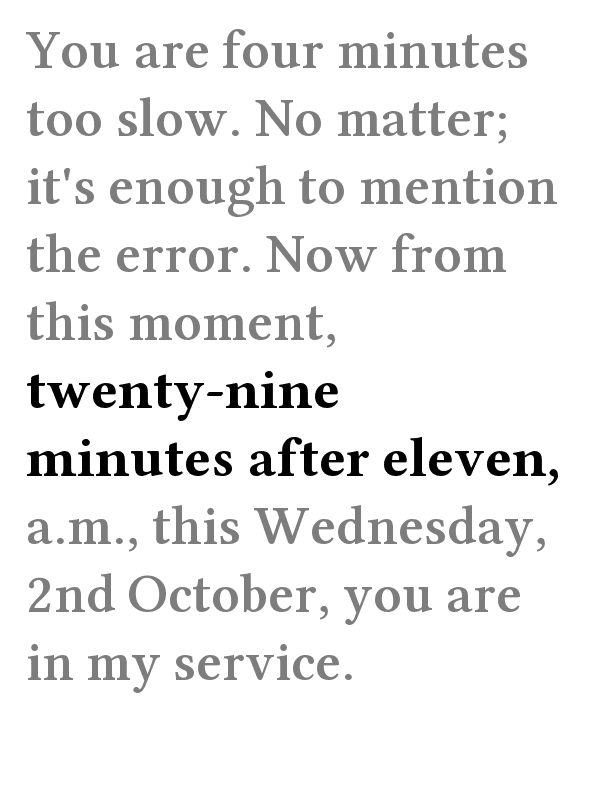 You are four minutes
too slow. No matter;
it's enough to mention
the error. Now from
this moment,
twenty-nine
minutes after eleven,
a.m., this Wednesday,
2nd October, you are
in my service.